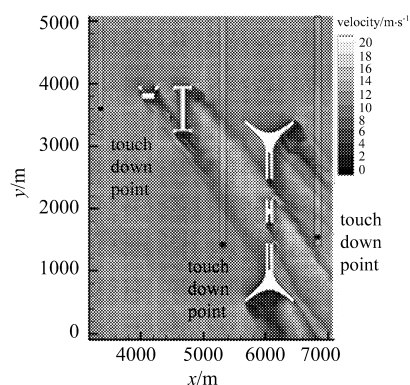 velocity/m·s⁻¹
20
18
16
14
12
10
8
6
4
2
0
5000
4000
3000
2000
1000
0
y/m
touch
down
point
touch
down
point
touch
down
point
4000 5000 6000 7000
x/m